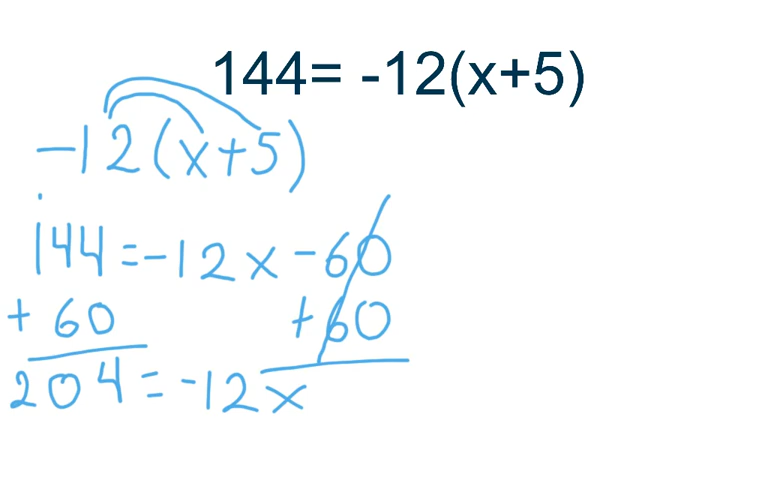 144= -12(x+5)
-12(x+5)
144=-12x-60
+60 +60
204=-12x